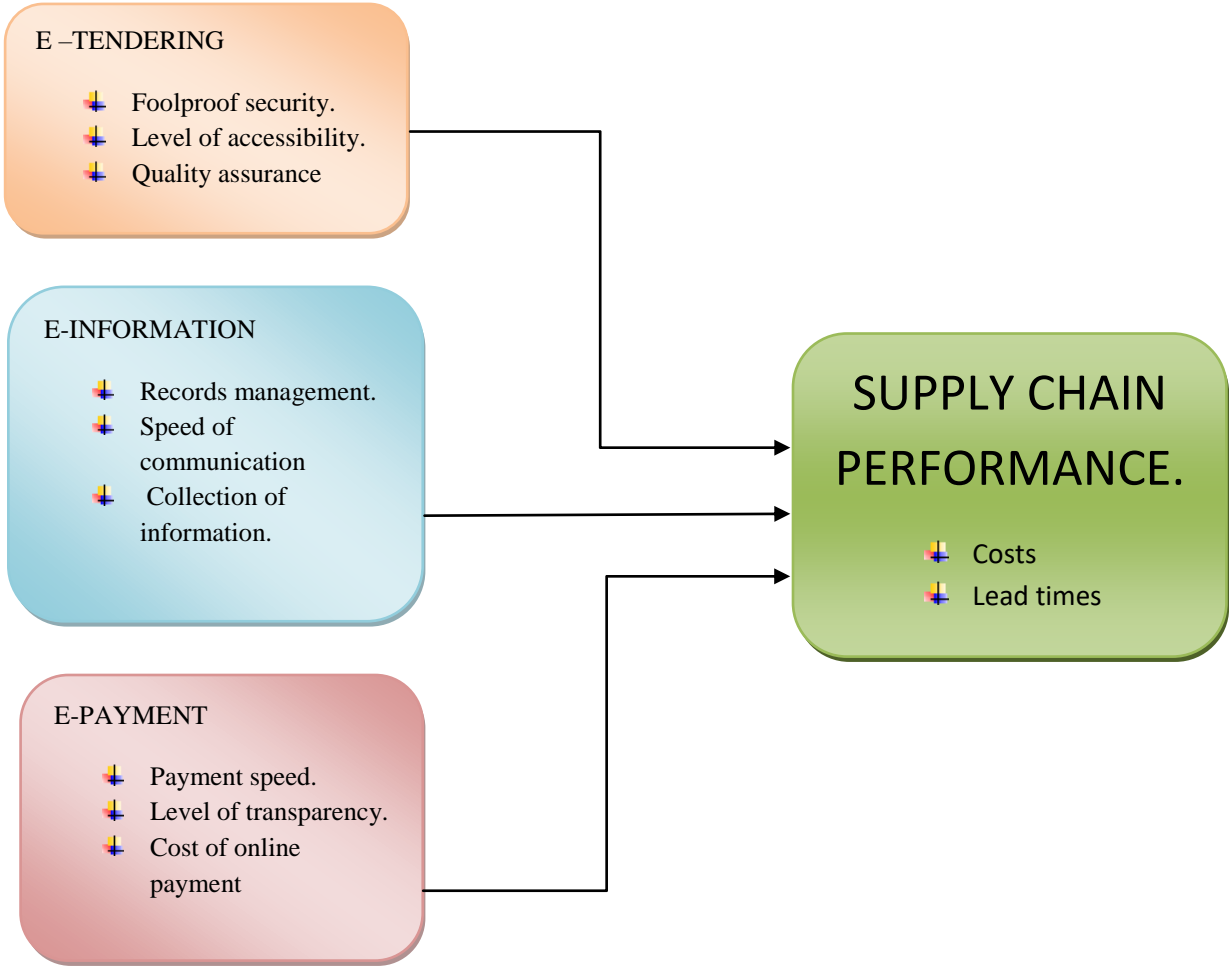 E –TENDERING
Foolproof security.
Level of accessibility.
Quality assurance
E-INFORMATION
Records management.
Speed of
communication
Collection of
information.
E-PAYMENT
Payment speed.
Level of transparency.
Cost of online
payment
SUPPLY CHAIN
PERFORMANCE.
Costs
Lead times